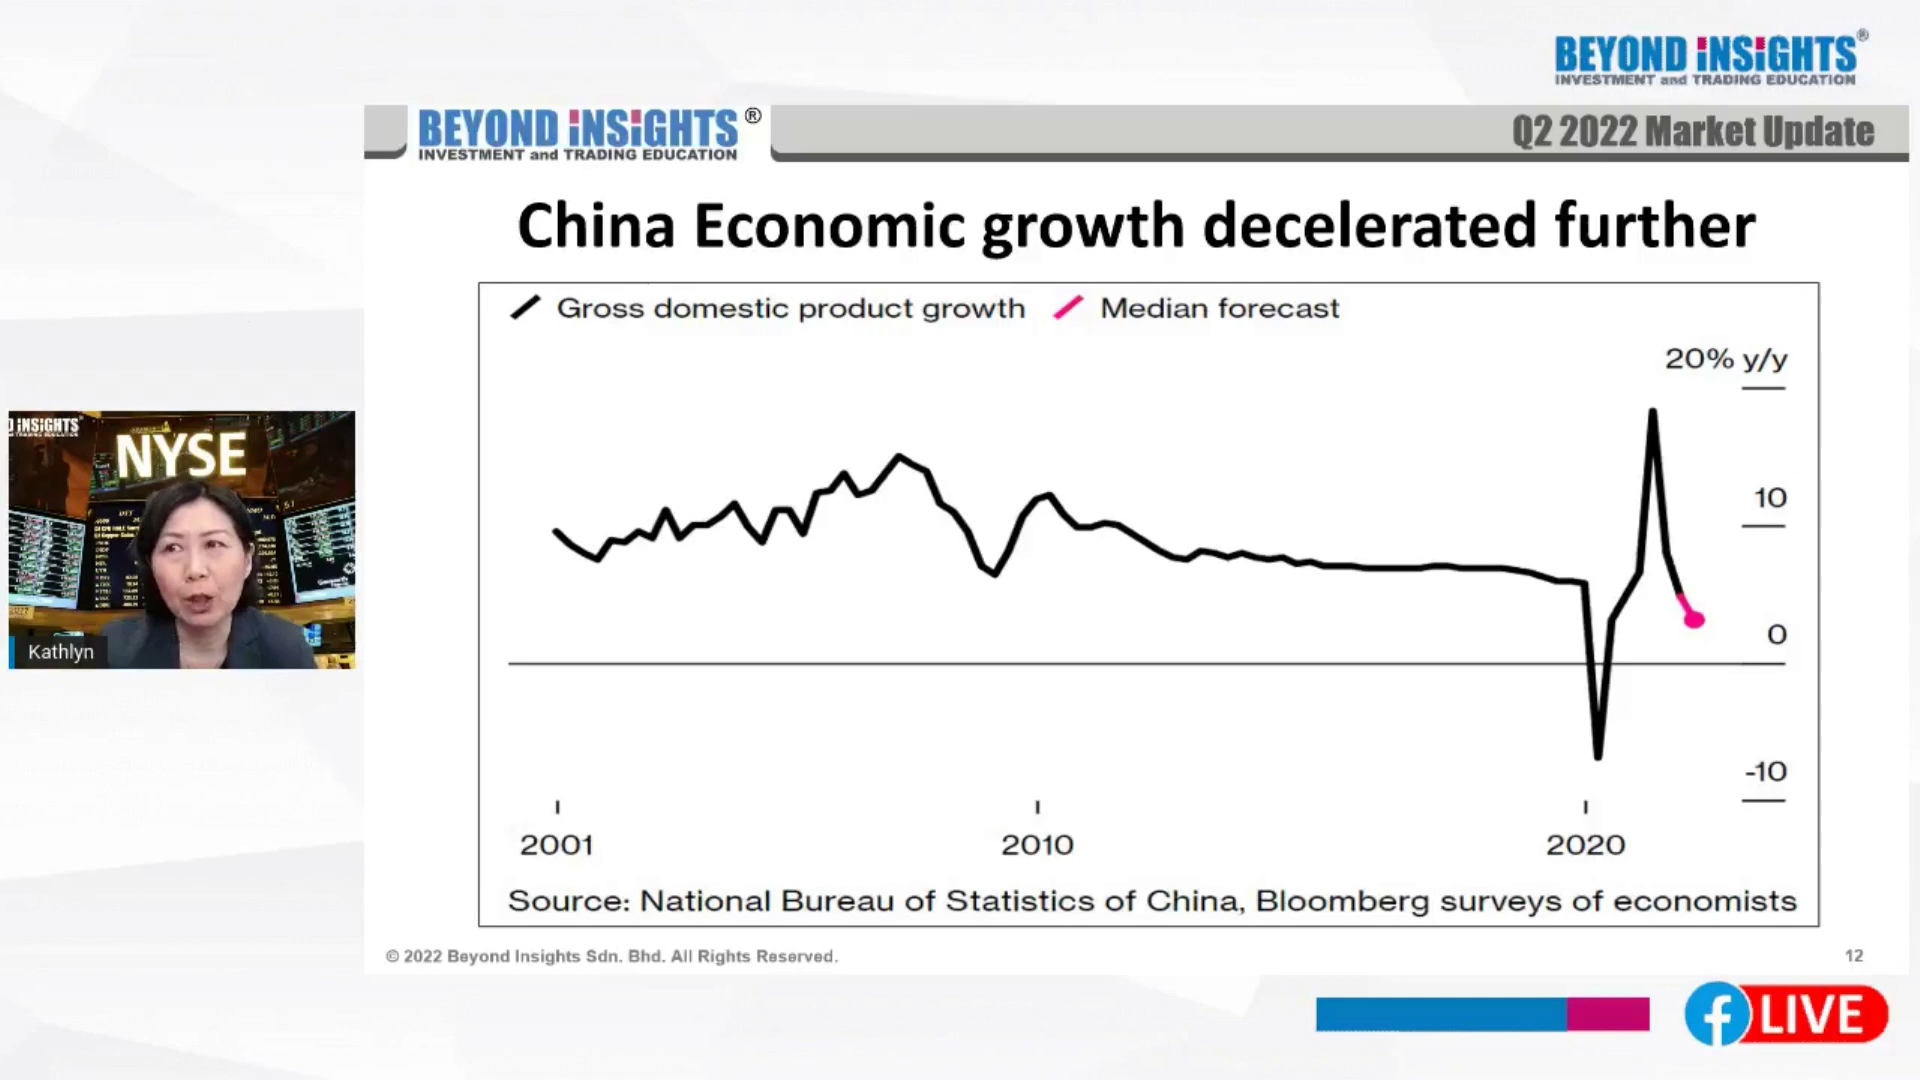 BEYOND INSIGHTS®
INVESTMENT and TRADING EDUCATION
BEYOND INSIGHTS®
INVESTMENT and TRADING EDUCATION
Q2 2022 Market Update
China Economic growth decelerated further
Gross domestic product growth
Median forecast
20% y/y
10
0
-10
2001
2010
2020
Source: National Bureau of Statistics of China, Bloomberg surveys of economists
© 2022 Beyond Insights Sdn. Bhd. All Rights Reserved.
12
INSIGHTS
NYSE
Kathlyn
LIVE